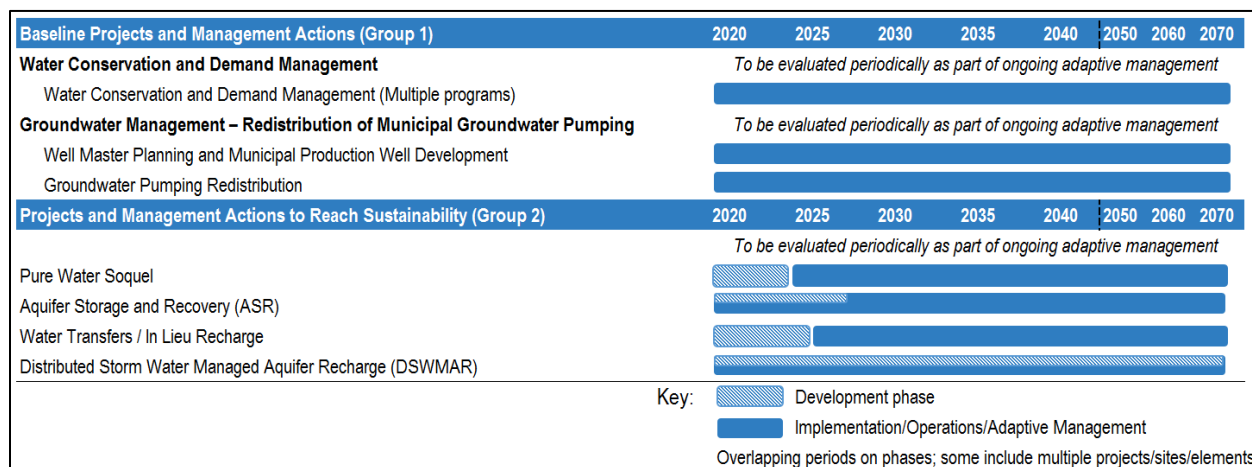 Baseline Projects and Management Actions (Group 1) 2020 2025 2030 2035 2040 2050 2060 2070
Water Conservation and Demand Management To be evaluated periodically as part of ongoing adaptive management
Water Conservation and Demand Management (Multiple programs)
Groundwater Management – Redistribution of Municipal Groundwater Pumping To be evaluated periodically as part of ongoing adaptive management
Well Master Planning and Municipal Production Well Development
Groundwater Pumping Redistribution
Projects and Management Actions to Reach Sustainability (Group 2) 2020 2025 2030 2035 2040 2050 2060 2070
To be evaluated periodically as part of ongoing adaptive management
Pure Water Soquel
Aquifer Storage and Recovery (ASR)
Water Transfers / In Lieu Recharge
Distributed Storm Water Managed Aquifer Recharge (DSWMAR)
Key: Development phase
Implementation/Operations/Adaptive Management
Overlapping periods on phases; some include multiple projects/sites/elements